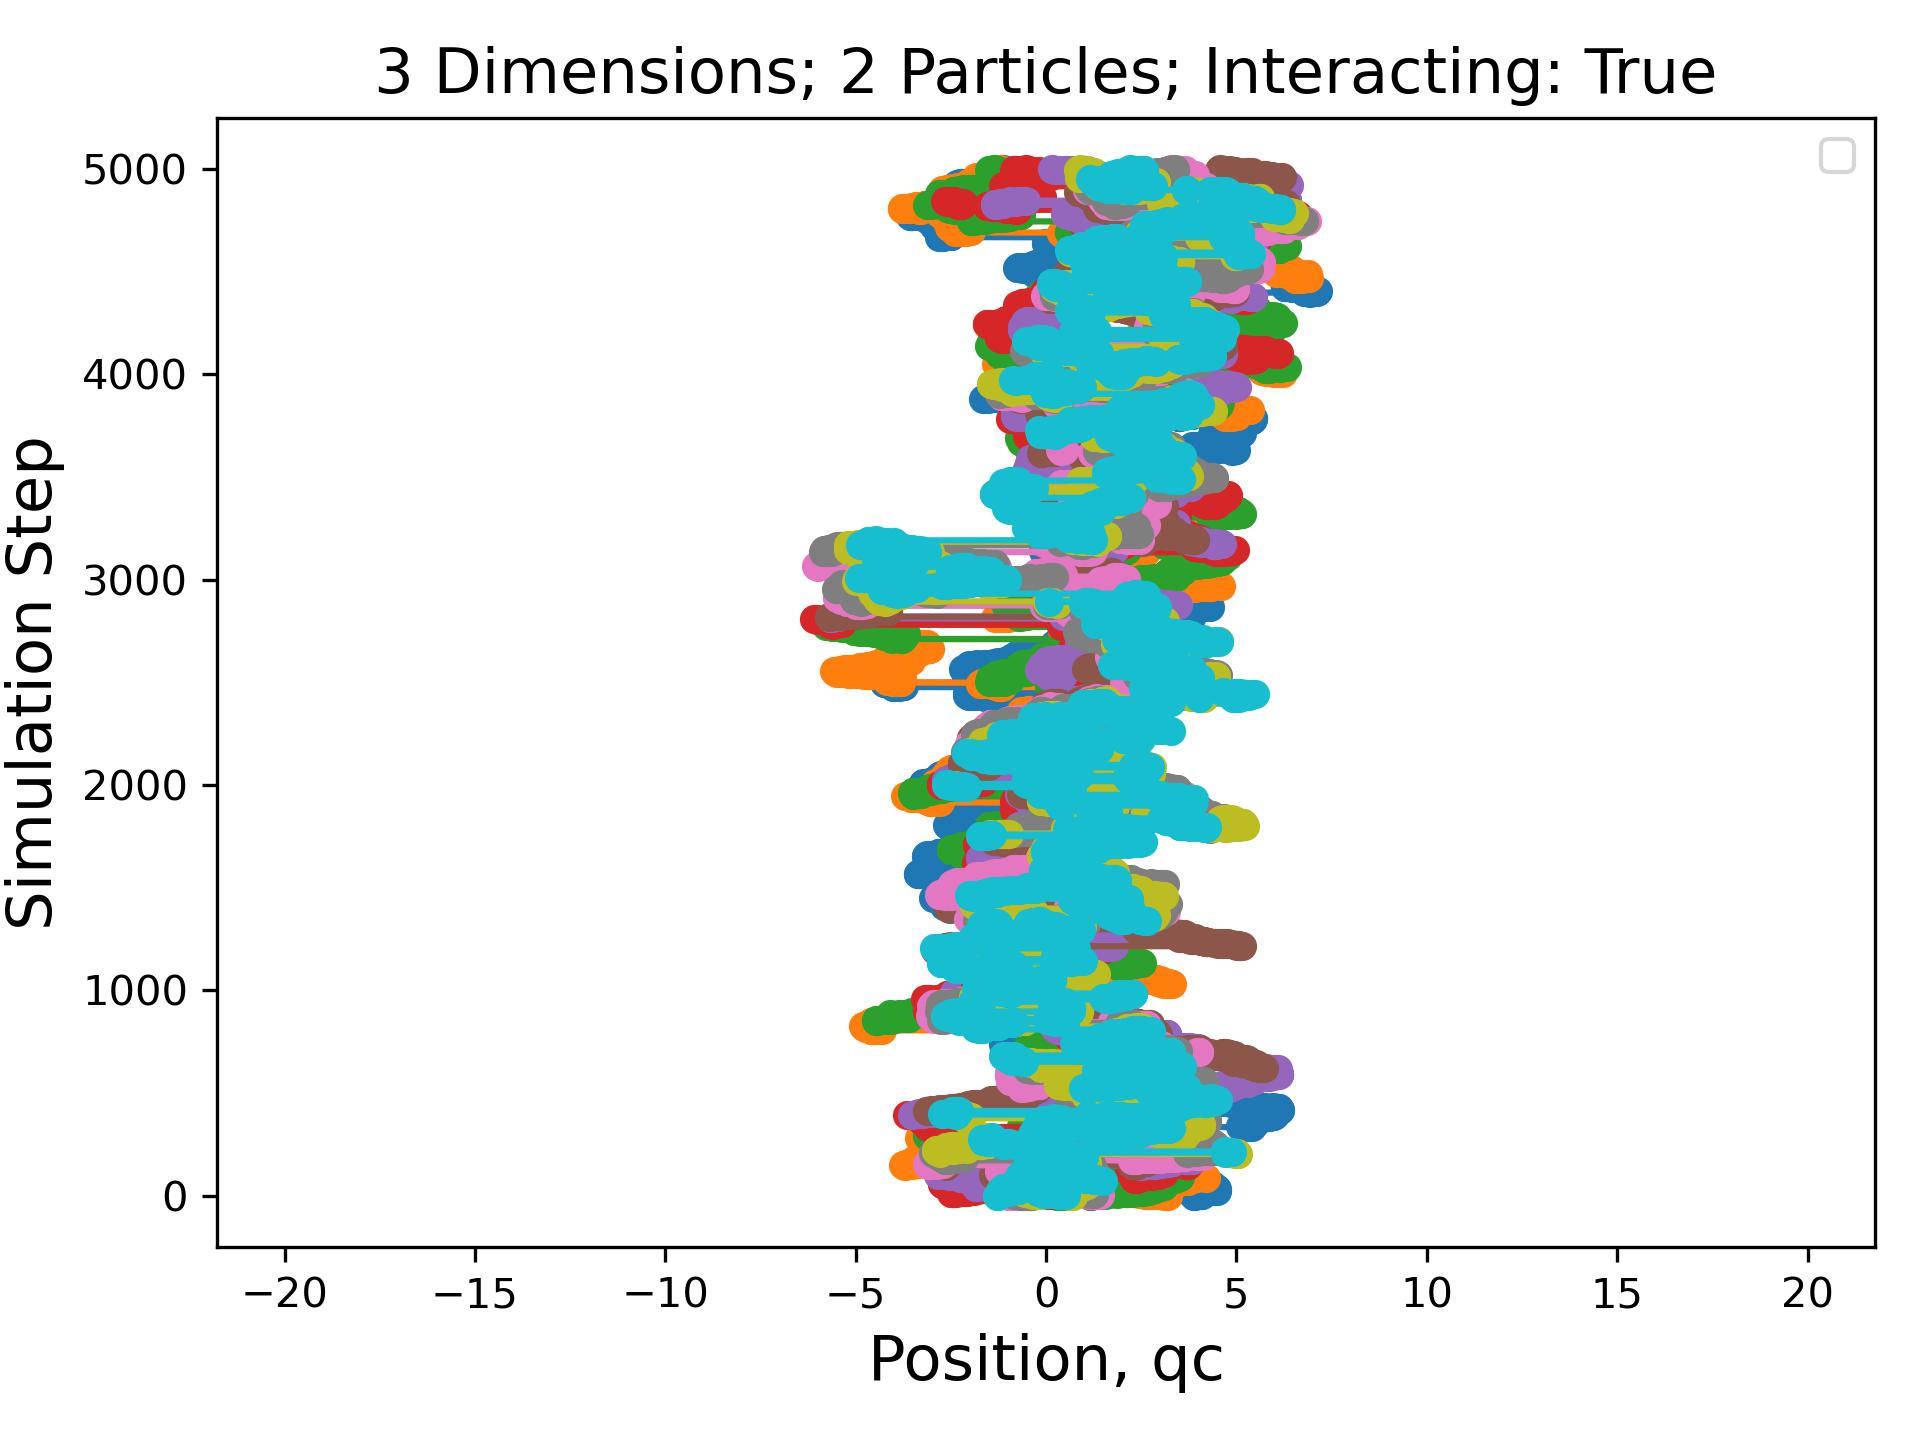 3 Dimensions; 2 Particles; Interacting: True
Simulation Step
5000
4000
3000
2000
1000
0
−20 −15 −10 −5 0 5 10 15 20
Position, qc